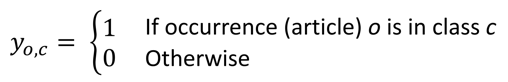 y_{o,c} = { 1 If occurrence (article) o is in class c
0 Otherwise